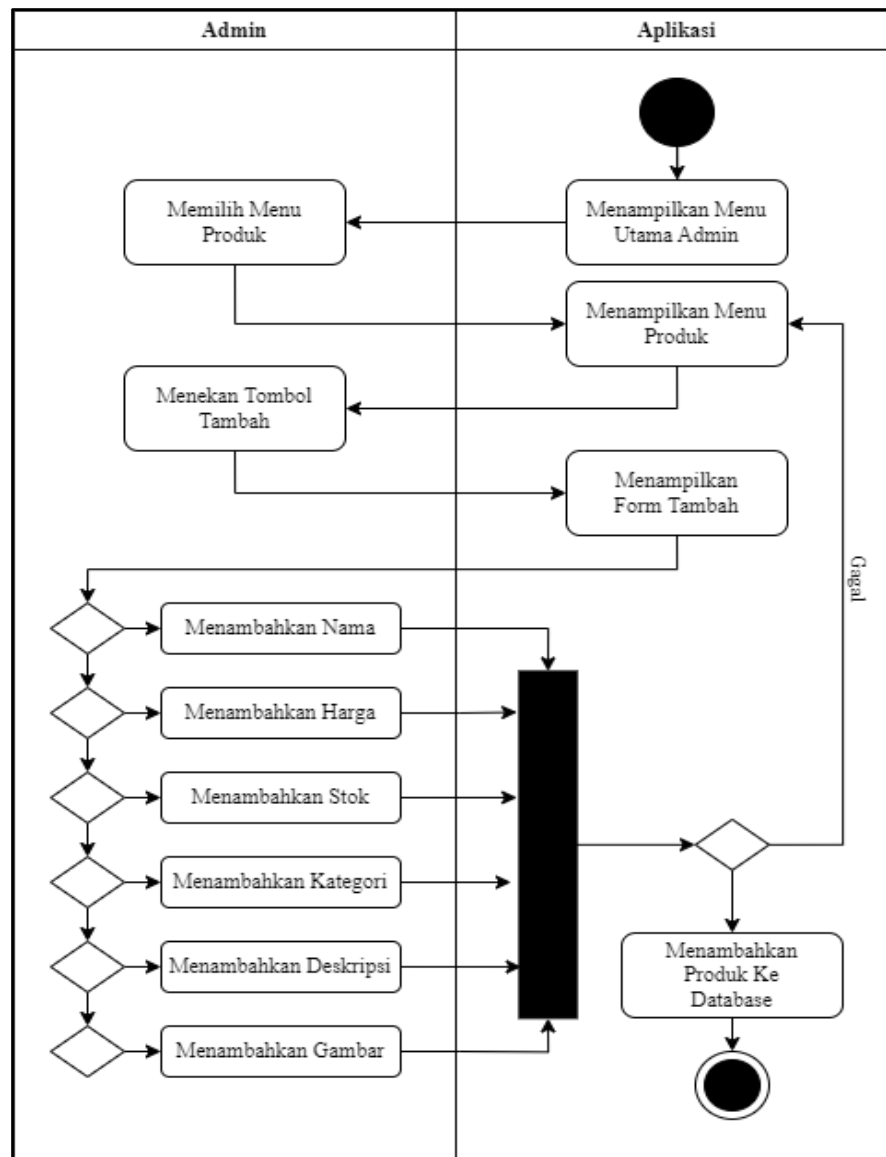 Admin
Aplikasi
Menampilkan Menu
Utama Admin
Memilih Menu
Produk
Menampilkan Menu
Produk
Menekan Tombol
Tambah
Menampilkan
Form Tambah
Gagal
Menambahkan Nama
Menambahkan Harga
Menambahkan Stok
Menambahkan Kategori
Menambahkan Deskripsi
Menambahkan Gambar
Menambahkan
Produk Ke
Database